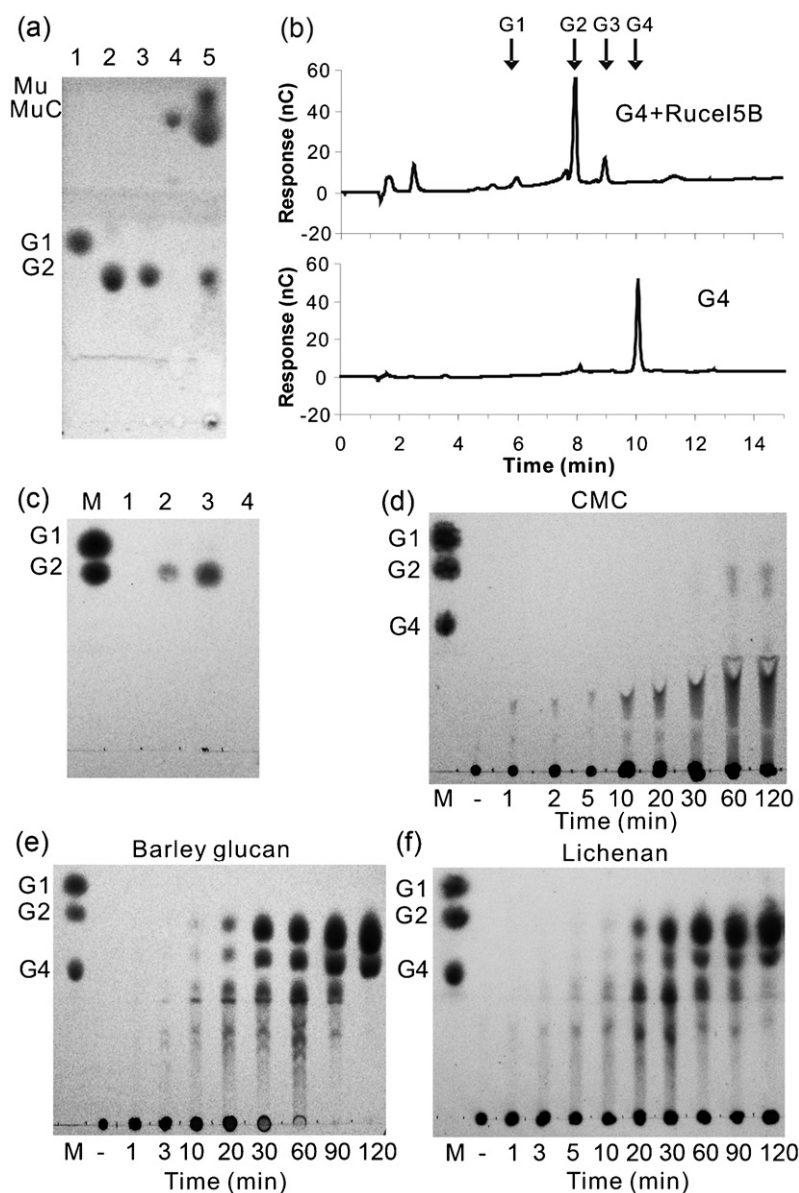 (a)
1 2 3 4 5
Mu
MuC
G1
G2
(b)
G1 G2 G3 G4
60
40
20
0
-20
Response (nC)
G4+Rucel5B
60
40
20
0
-20
Response (nC)
G4
0 2 4 6 8 10 12 14
Time (min)
(c)
M 1 2 3 4
G1
G2
(d)
CMC
G1
G2
G4
M - 1 2 5 10 20 30 60 120
Time (min)
(e)
Barley glucan
G1
G2
G4
M - 1 3 10 20 30 60 90 120
Time (min)
(f)
Lichenan
G1
G2
G4
M - 1 3 5 10 20 30 60 90 120
Time (min)